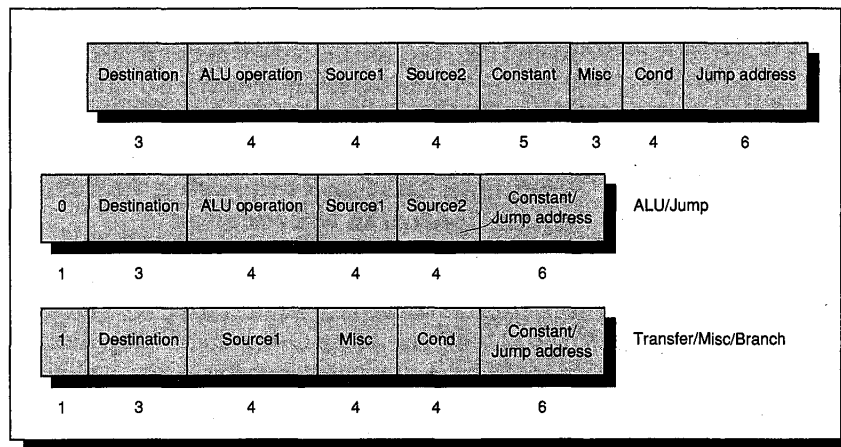 Destination ALU operation Source1 Source2 Constant Misc Cond Jump address
3 4 4 4 5 3 4 6
0 Destination ALU operation Source1 Source2 Constant/
Jump address
ALU/Jump
1 3 4 4 4 6
1 Destination Source1 Misc Cond Constant/
Jump address
Transfer/Misc/Branch
1 3 4 4 4 6